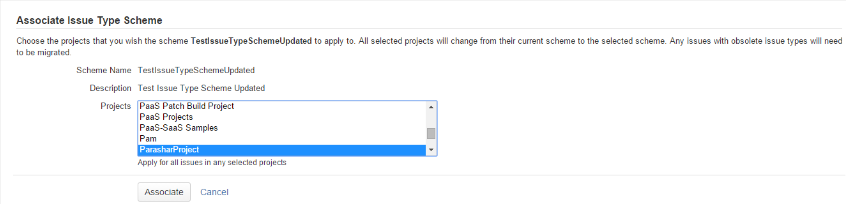 Associate Issue Type Scheme
Choose the projects that you wish the scheme TestIssueTypeSchemeUpdated to apply to. All selected projects will change from their current scheme to the selected scheme. Any issues with obsolete issue types will need
to be migrated.
Scheme Name TestIssueTypeSchemeUpdated
Description Test Issue Type Scheme Updated
Projects
PaaS Patch Build Project
PaaS Projects
PaaS-SaaS Samples
Pam
ParasharProject
Apply for all issues in any selected projects
Associate Cancel